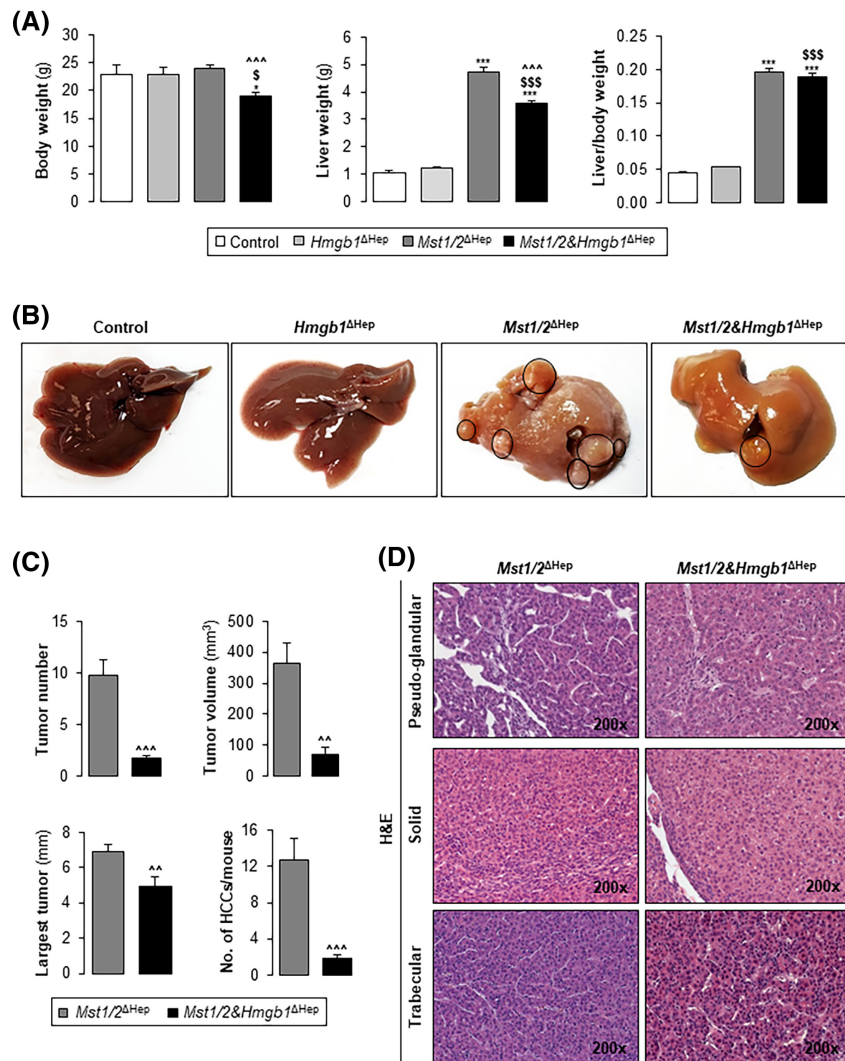 (A)
Body weight (g)
30
25
20
15
10
5
0
^^^
$
*
Liver weight (g)
6
5
4
3
2
1
0
***
^^^
$$$
***
Liver/body weight
0.25
0.20
0.15
0.10
0.05
0.00
***
$$$
***
Control Hmgb1ΔHep Mst1/2ΔHep Mst1/2&Hmgb1ΔHep
(B)
Control
Hmgb1ΔHep
Mst1/2ΔHep
Mst1/2&Hmgb1ΔHep
(C)
Tumor number
15
10
5
0
^^^
Tumor volume (mm3)
500
400
300
200
100
0
^^
Largest tumor (mm)
8
6
4
2
0
^^
No. of HCCs/mouse
16
12
8
4
0
^^^
Mst1/2ΔHep Mst1/2&Hmgb1ΔHep
(D)
Mst1/2ΔHep
Mst1/2&Hmgb1ΔHep
H&E
Pseudo-glandular
200x
200x
Solid
200x
200x
Trabecular
200x
200x